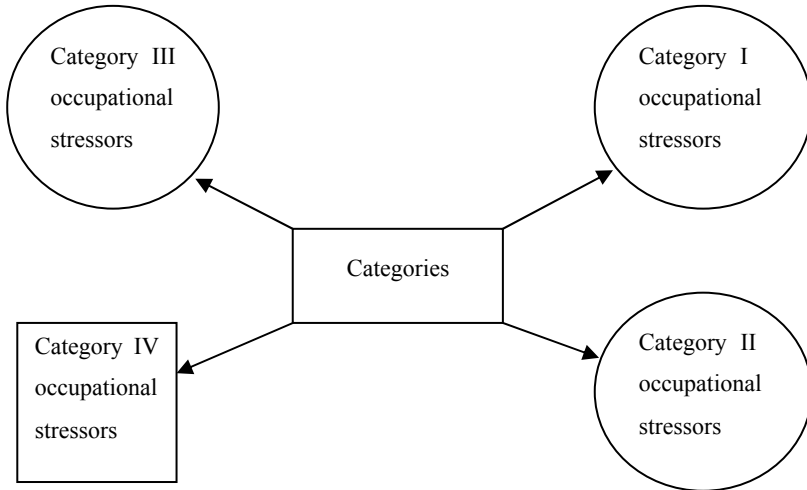 Category III
occupational
stressors
Category I
occupational
stressors
Categories
Category IV
occupational
stressors
Category II
occupational
stressors